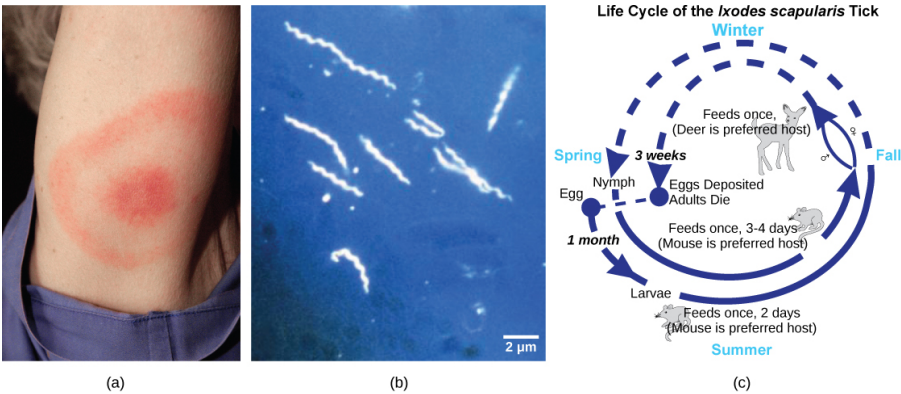 Life Cycle of the Ixodes scapularis Tick
Winter
Feeds once,
(Deer is preferred host)
♀
♂
Spring
3 weeks
Fall
Nymph
Egg
Eggs Deposited
Adults Die
Feeds once, 3-4 days
(Mouse is preferred host)
1 month
Larvae
Feeds once, 2 days
(Mouse is preferred host)
Summer
2 µm
(a)
(b)
(c)